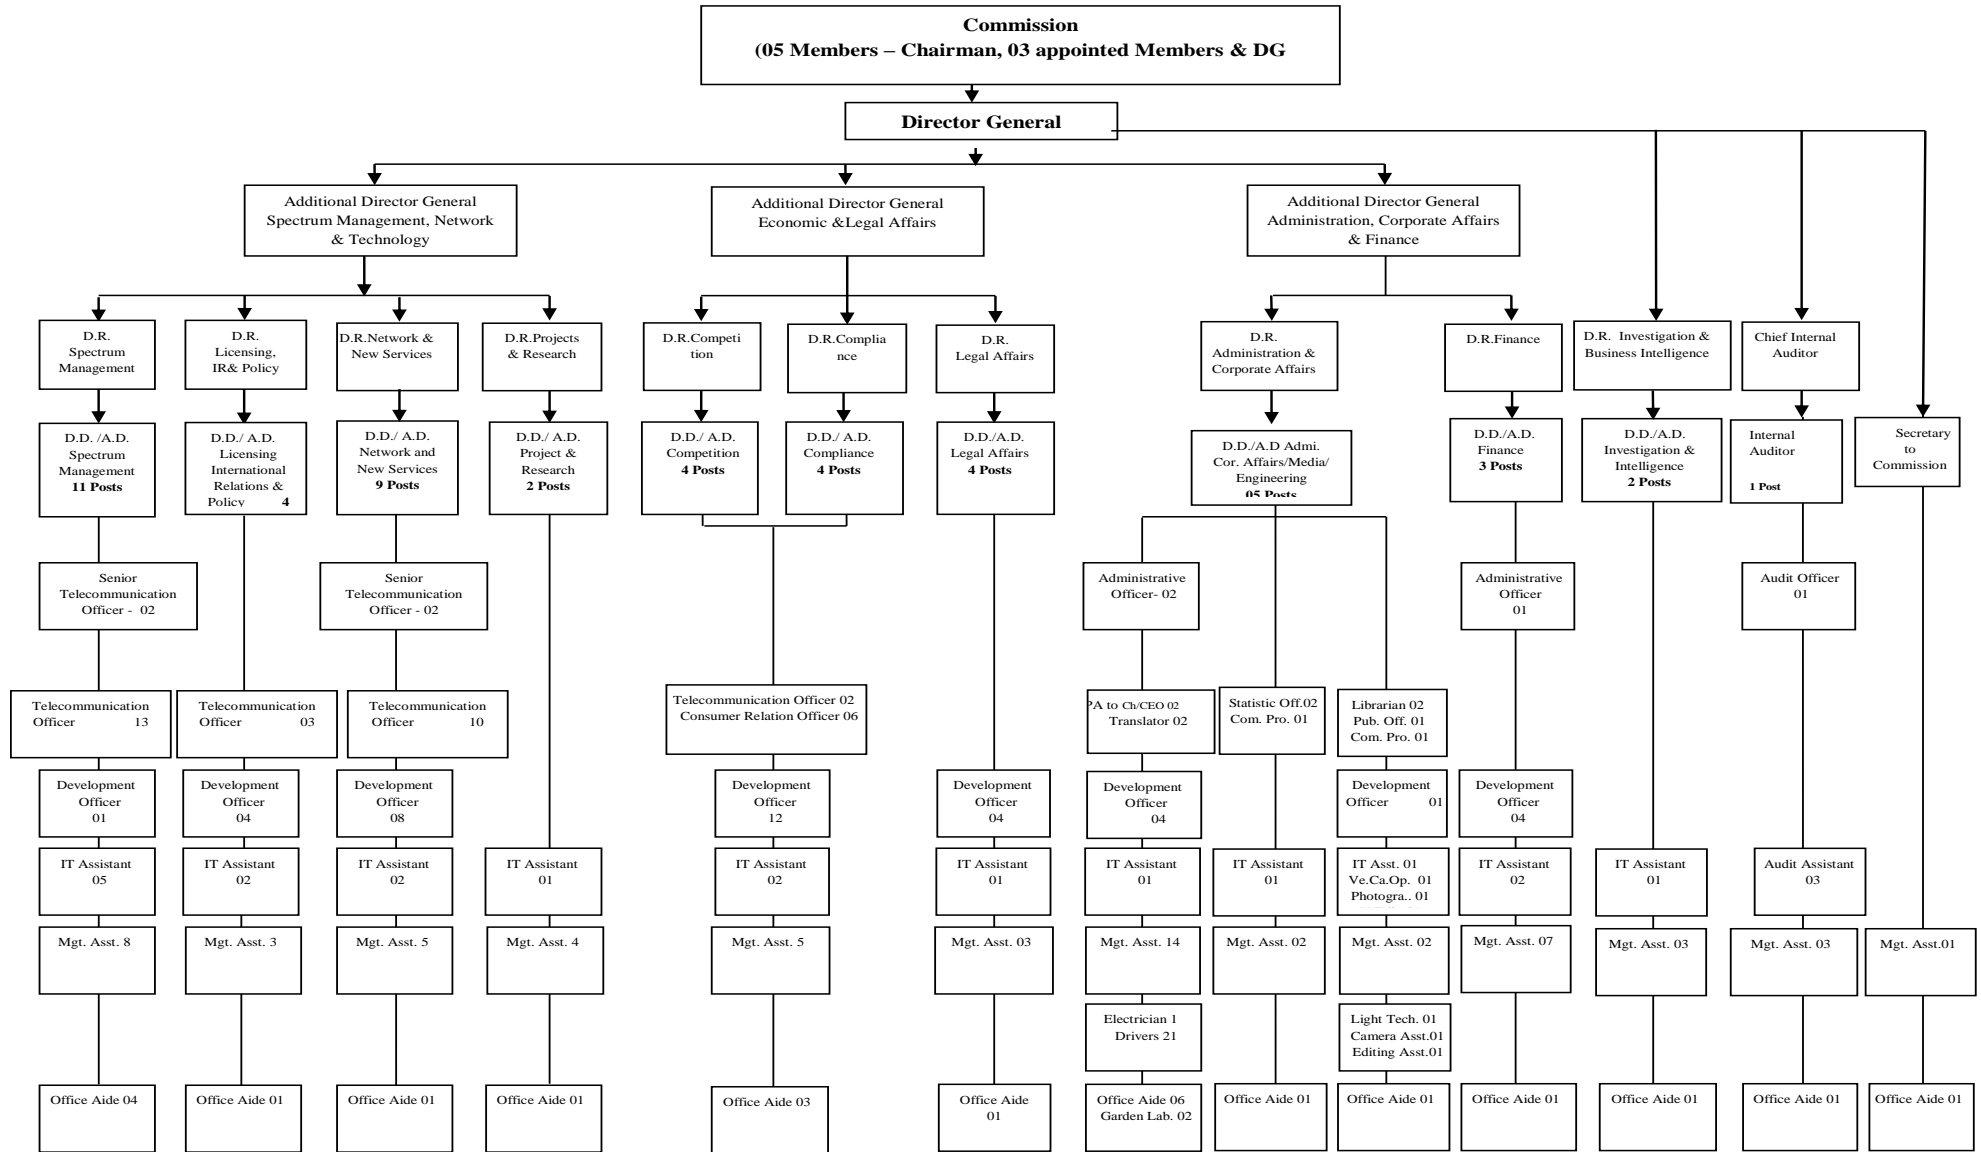 Commission
(05 Members – Chairman, 03 appointed Members & DG
Director General
Additional Director General
Spectrum Management, Network
& Technology
Additional Director General
Economic &Legal Affairs
Additional Director General
Administration, Corporate Affairs
& Finance
D.R.
Spectrum
Management
D.R.
Licensing,
IR& Policy
D.R.Network &
New Services
D.R.Projects
& Research
D.R.Competi
tion
D.R.Complia
nce
D.R.
Legal Affairs
D.R.
Administration &
Corporate Affairs
D.R.Finance
D.R. Investigation &
Business Intelligence
Chief Internal
Auditor
D.D. /A.D.
Spectrum
Management
11 Posts
D.D./ A.D.
Licensing
International
Relations &
Policy 4
D.D./ A.D.
Network and
New Services
9 Posts
D.D./ A.D.
Project &
Research
2 Posts
D.D./ A.D.
Competition
4 Posts
D.D./ A.D.
Compliance
4 Posts
D.D./ A.D.
Legal Affairs
4 Posts
D.D./A.D Admi.
Cor. Affairs/Media/
Engineering
05 Posts
D.D./A.D.
Finance
3 Posts
D.D./A.D.
Investigation &
Intelligence
2 Posts
Internal
Auditor
1 Post
Secretary
to
Commission
Senior
Telecommunication
Officer - 02
Senior
Telecommunication
Officer - 02
Administrative
Officer- 02
Administrative
Officer
01
Audit Officer
01
Telecommunication
Officer 13
Telecommunication
Officer 03
Telecommunication
Officer 10
Telecommunication Officer 02
Consumer Relation Officer 06
PA to Ch/CEO 02
Translator 02
Statistic Off.02
Com. Pro. 01
Librarian 02
Pub. Off. 01
Com. Pro. 01
Development
Officer
01
Development
Officer
04
Development
Officer
08
Development
Officer
12
Development
Officer
04
Development
Officer
04
Development
Officer 01
Development
Officer
04
IT Assistant
05
IT Assistant
02
IT Assistant
02
IT Assistant
01
IT Assistant
02
IT Assistant
01
IT Assistant
01
IT Assistant
01
IT Asst. 01
Ve.Ca.Op. 01
Photogra.. 01
IT Assistant
02
IT Assistant
01
Audit Assistant
03
Mgt. Asst. 8
Mgt. Asst. 3
Mgt. Asst. 5
Mgt. Asst. 4
Mgt. Asst. 5
Mgt. Asst. 03
Mgt. Asst. 14
Mgt. Asst. 02
Mgt. Asst. 02
Mgt. Asst. 07
Mgt. Asst. 03
Mgt. Asst. 03
Mgt. Asst.01
Electrician 1
Drivers 21
Light Tech. 01
Camera Asst.01
Editing Asst.01
Office Aide 04
Office Aide 01
Office Aide 01
Office Aide 01
Office Aide 03
Office Aide
01
Office Aide 06
Garden Lab. 02
Office Aide 01
Office Aide 01
Office Aide 01
Office Aide 01
Office Aide 01
Office Aide 01